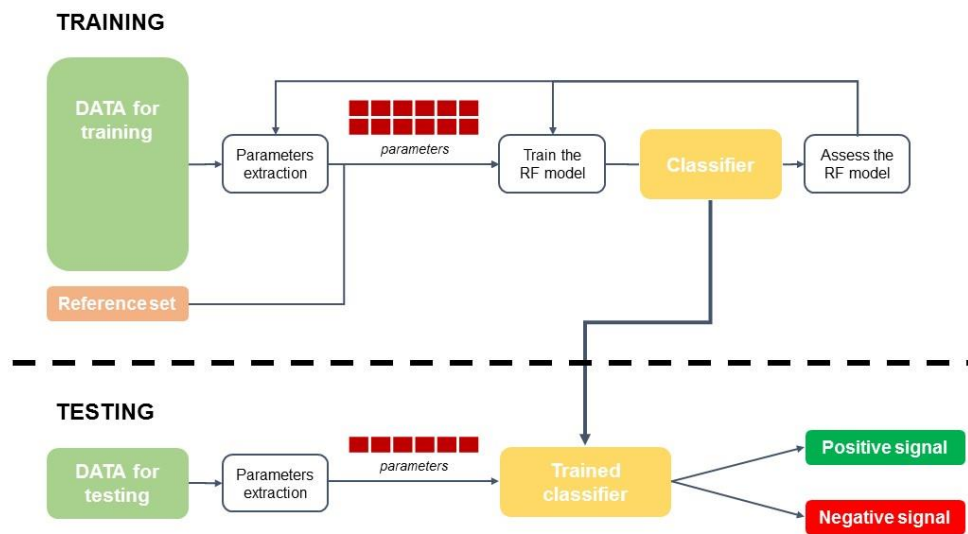 TRAINING
DATA for
training
Parameters
extraction
parameters
Train the
RF model
Classifier
Assess the
RF model
Reference set
TESTING
DATA for
testing
Parameters
extraction
parameters
Trained
classifier
Positive signal
Negative signal